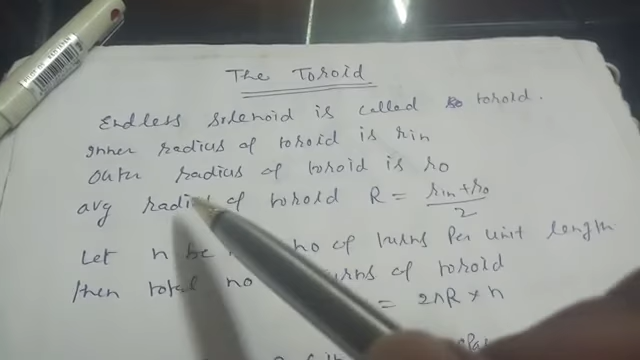 The Toroid
Endless solenoid is called toroid.
Inner radius of toroid is rin
outer radius of toroid is ro
avg radius of toroid R = rin+ro/2
Let n be no of turns Per unit length
then total no turns of toroid
= 2πR × n